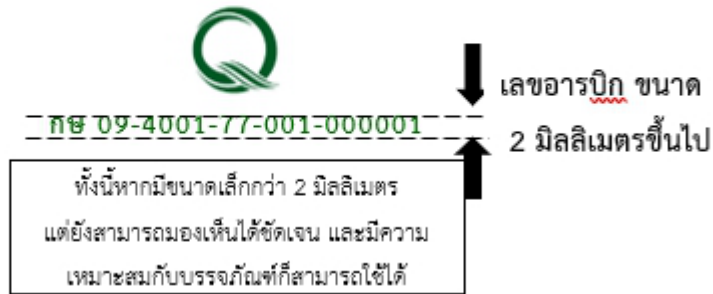 Q
เลขอารบิก ขนาด
กษ 09-4001-77-001-000001
2 มิลลิเมตรขึ้นไป
ทั้งนี้หากมีขนาดเล็กกว่า 2 มิลลิเมตร
แต่ยังสามารถมองเห็นได้ชัดเจน และมีความ
เหมาะสมกับบรรจุภัณฑ์ก็สามารถใช้ได้